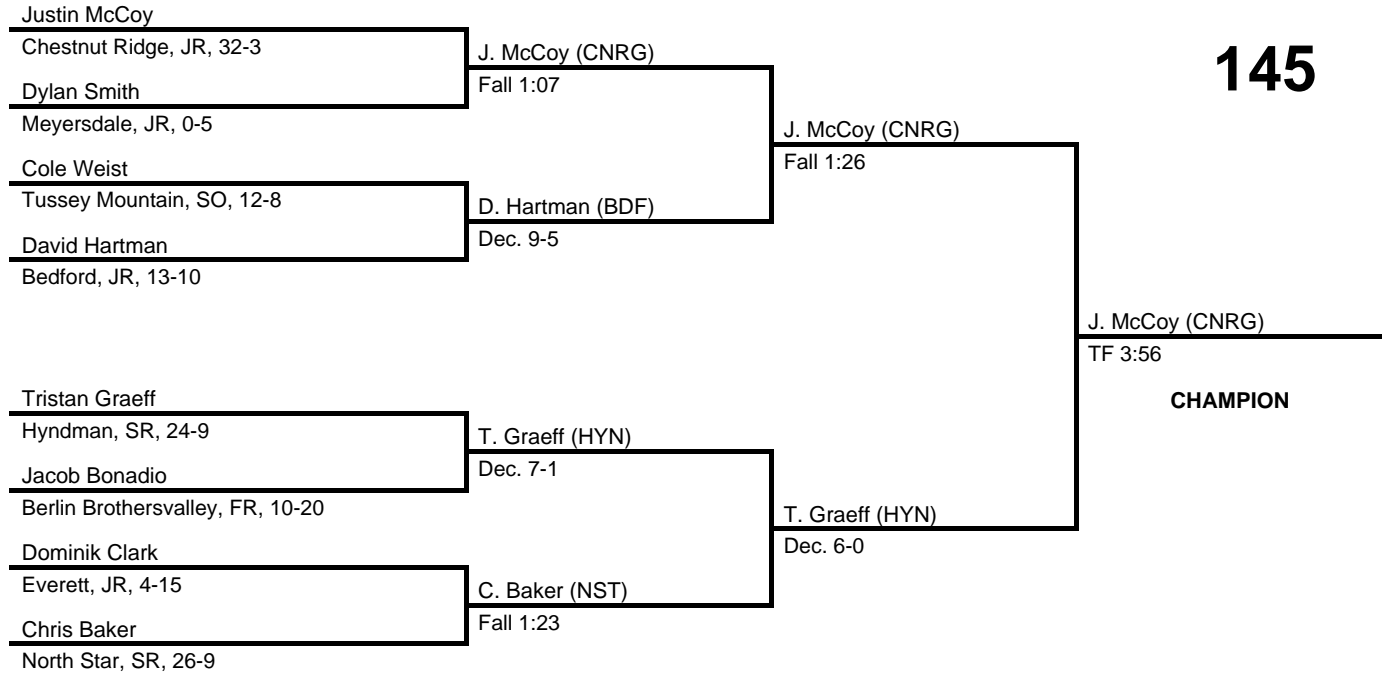 Justin McCoy
Chestnut Ridge, JR, 32-3
Dylan Smith
Meyersdale, JR, 0-5
Cole Weist
Tussey Mountain, SO, 12-8
David Hartman
Bedford, JR, 13-10
Tristan Graeff
Hyndman, SR, 24-9
Jacob Bonadio
Berlin Brothersvalley, FR, 10-20
Dominik Clark
Everett, JR, 4-15
Chris Baker
North Star, SR, 26-9
J. McCoy (CNRG)
Fall 1:07
D. Hartman (BDF)
Dec. 9-5
T. Graeff (HYN)
Dec. 7-1
C. Baker (NST)
Fall 1:23
J. McCoy (CNRG)
Fall 1:26
T. Graeff (HYN)
Dec. 6-0
145
J. McCoy (CNRG)
TF 3:56
CHAMPION